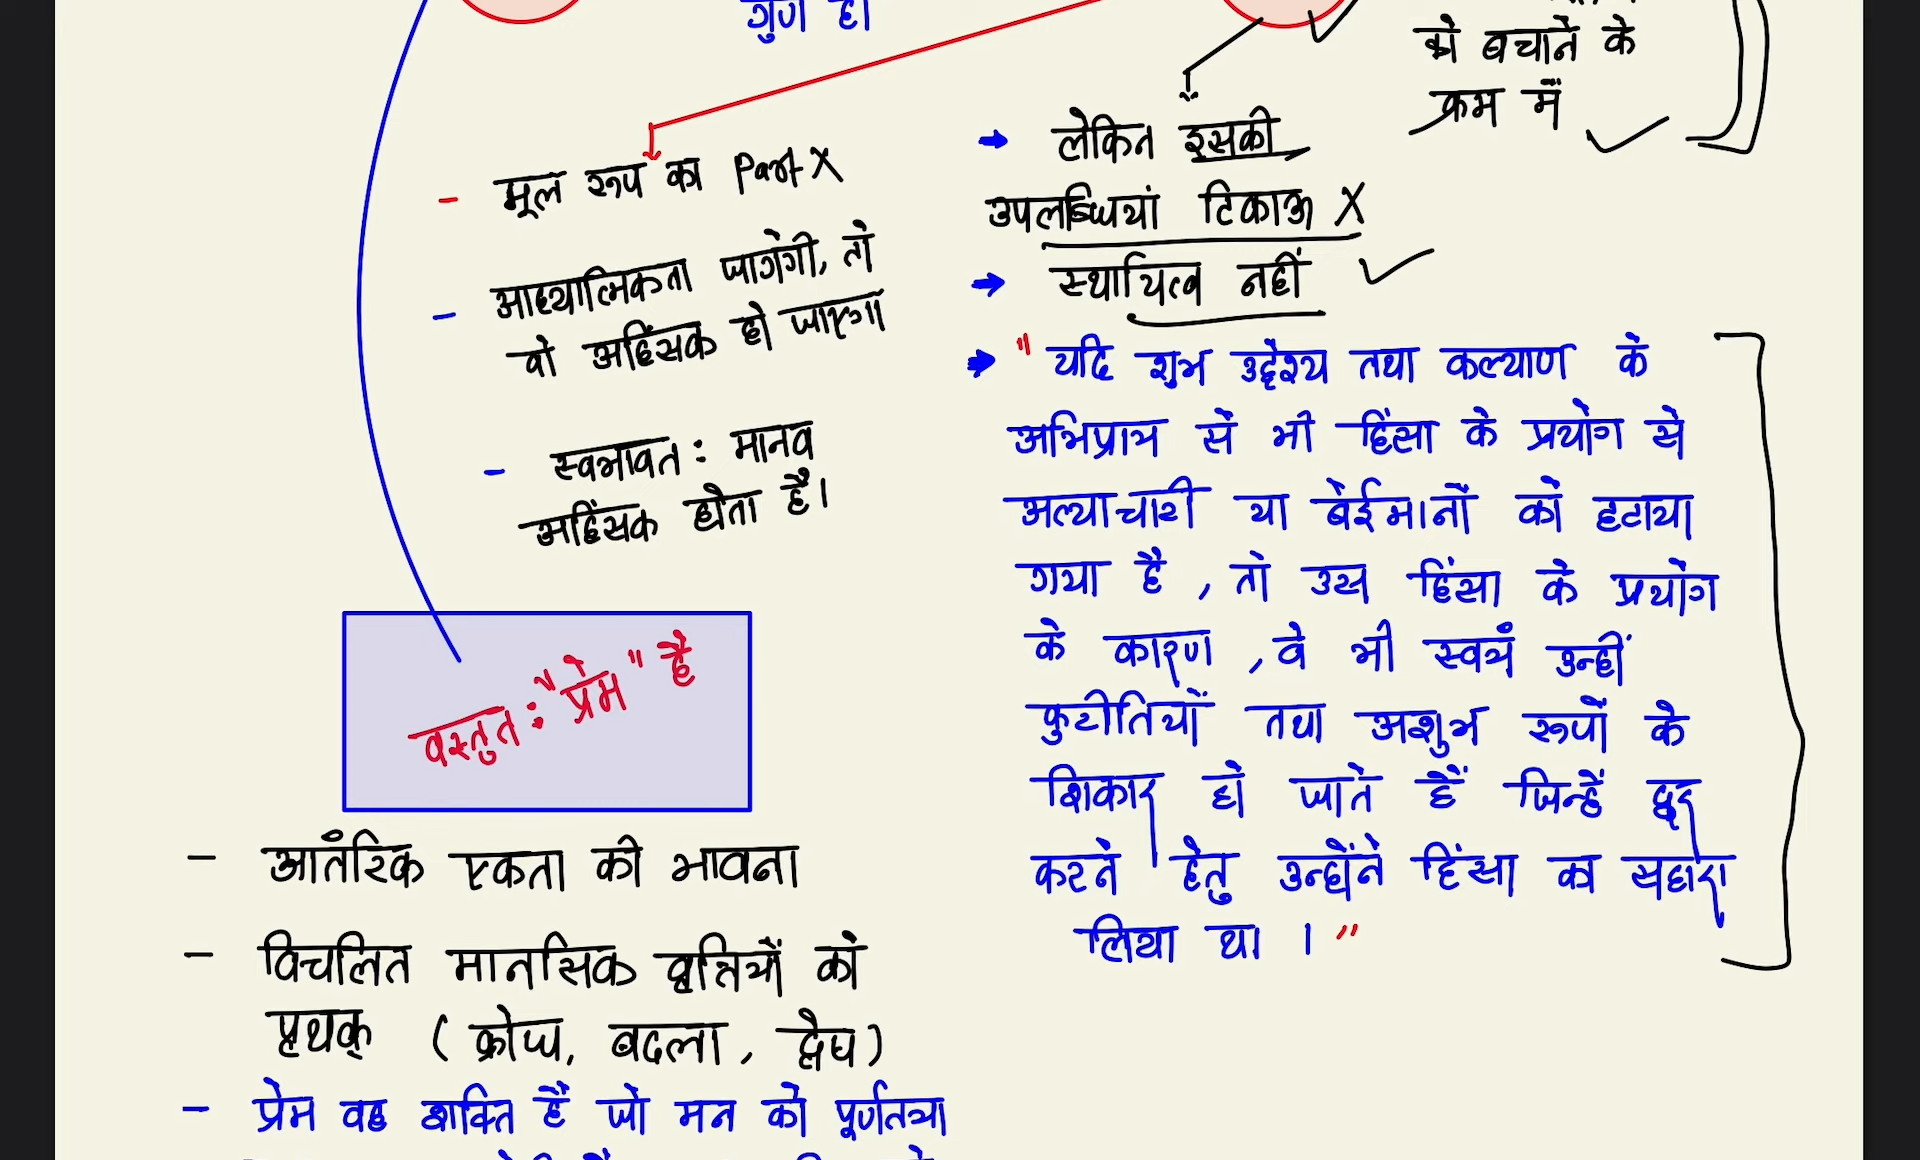 गुण है।
को बचाने के
क्रम में
- मूल रूप का Part X
- आध्यात्मिकता जागेगी, तो
वो अहिंसक हो जाएगा
- स्वभावत: मानव
अहिंसक होता है।
वस्तुत: "प्रेम" है
- आंतरिक एकता की भावना
- विचलित मानसिक वृत्तियों को
पृथक् (क्रोध, बदला, द्वेष)
- प्रेम वह शक्ति हैं जो मन को पूर्णतया
→ लेकिन इसकी
उपलब्धियां टिकाऊ X
→ स्थायित्व नहीं
→ "यदि शुभ उद्देश्य तथा कल्याण के
अभिप्राय से भी हिंसा के प्रयोग से
अत्याचारी या बेईमानों को हटाया
गया है, तो उस हिंसा के प्रयोग
के कारण, वे भी स्वयं उन्हीं
कुरीतियों तथा अशुभ रूपों के
शिकार हो जाते हैं जिन्हें दूर
करने हेतु उन्होंने हिंसा का सहारा
लिया था।"